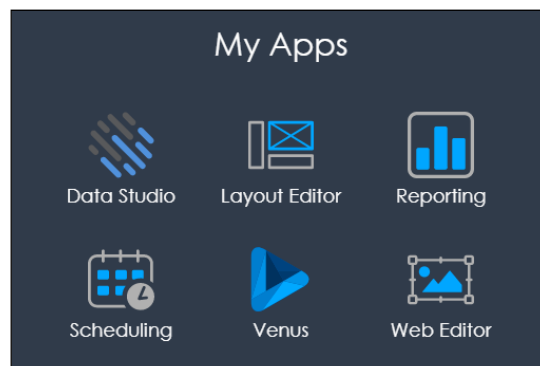 My Apps
Data Studio
Layout Editor
Reporting
Scheduling
Venus
Web Editor